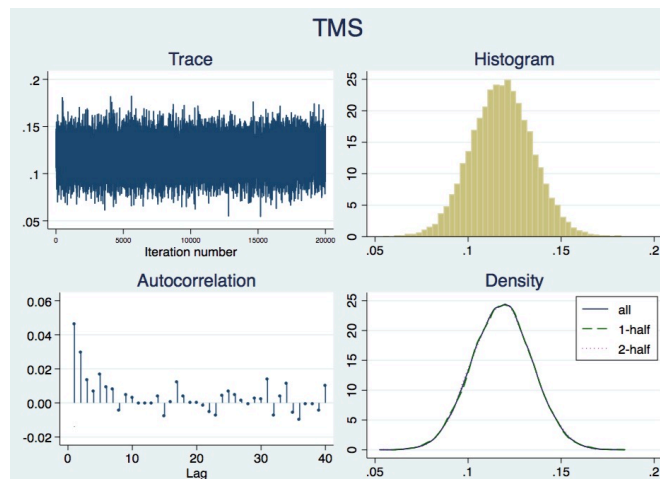 TMS
Trace
.2
.15
.1
.05
0 5000 10000 15000 20000
Iteration number
Histogram
25
20
15
10
5
0
.05 .1 .15 .2
Autocorrelation
0.06
0.04
0.02
0.00
-0.02
0 10 20 30 40
Lag
Density
25
20
15
10
5
0
.05 .1 .15 .2
all
1-half
2-half